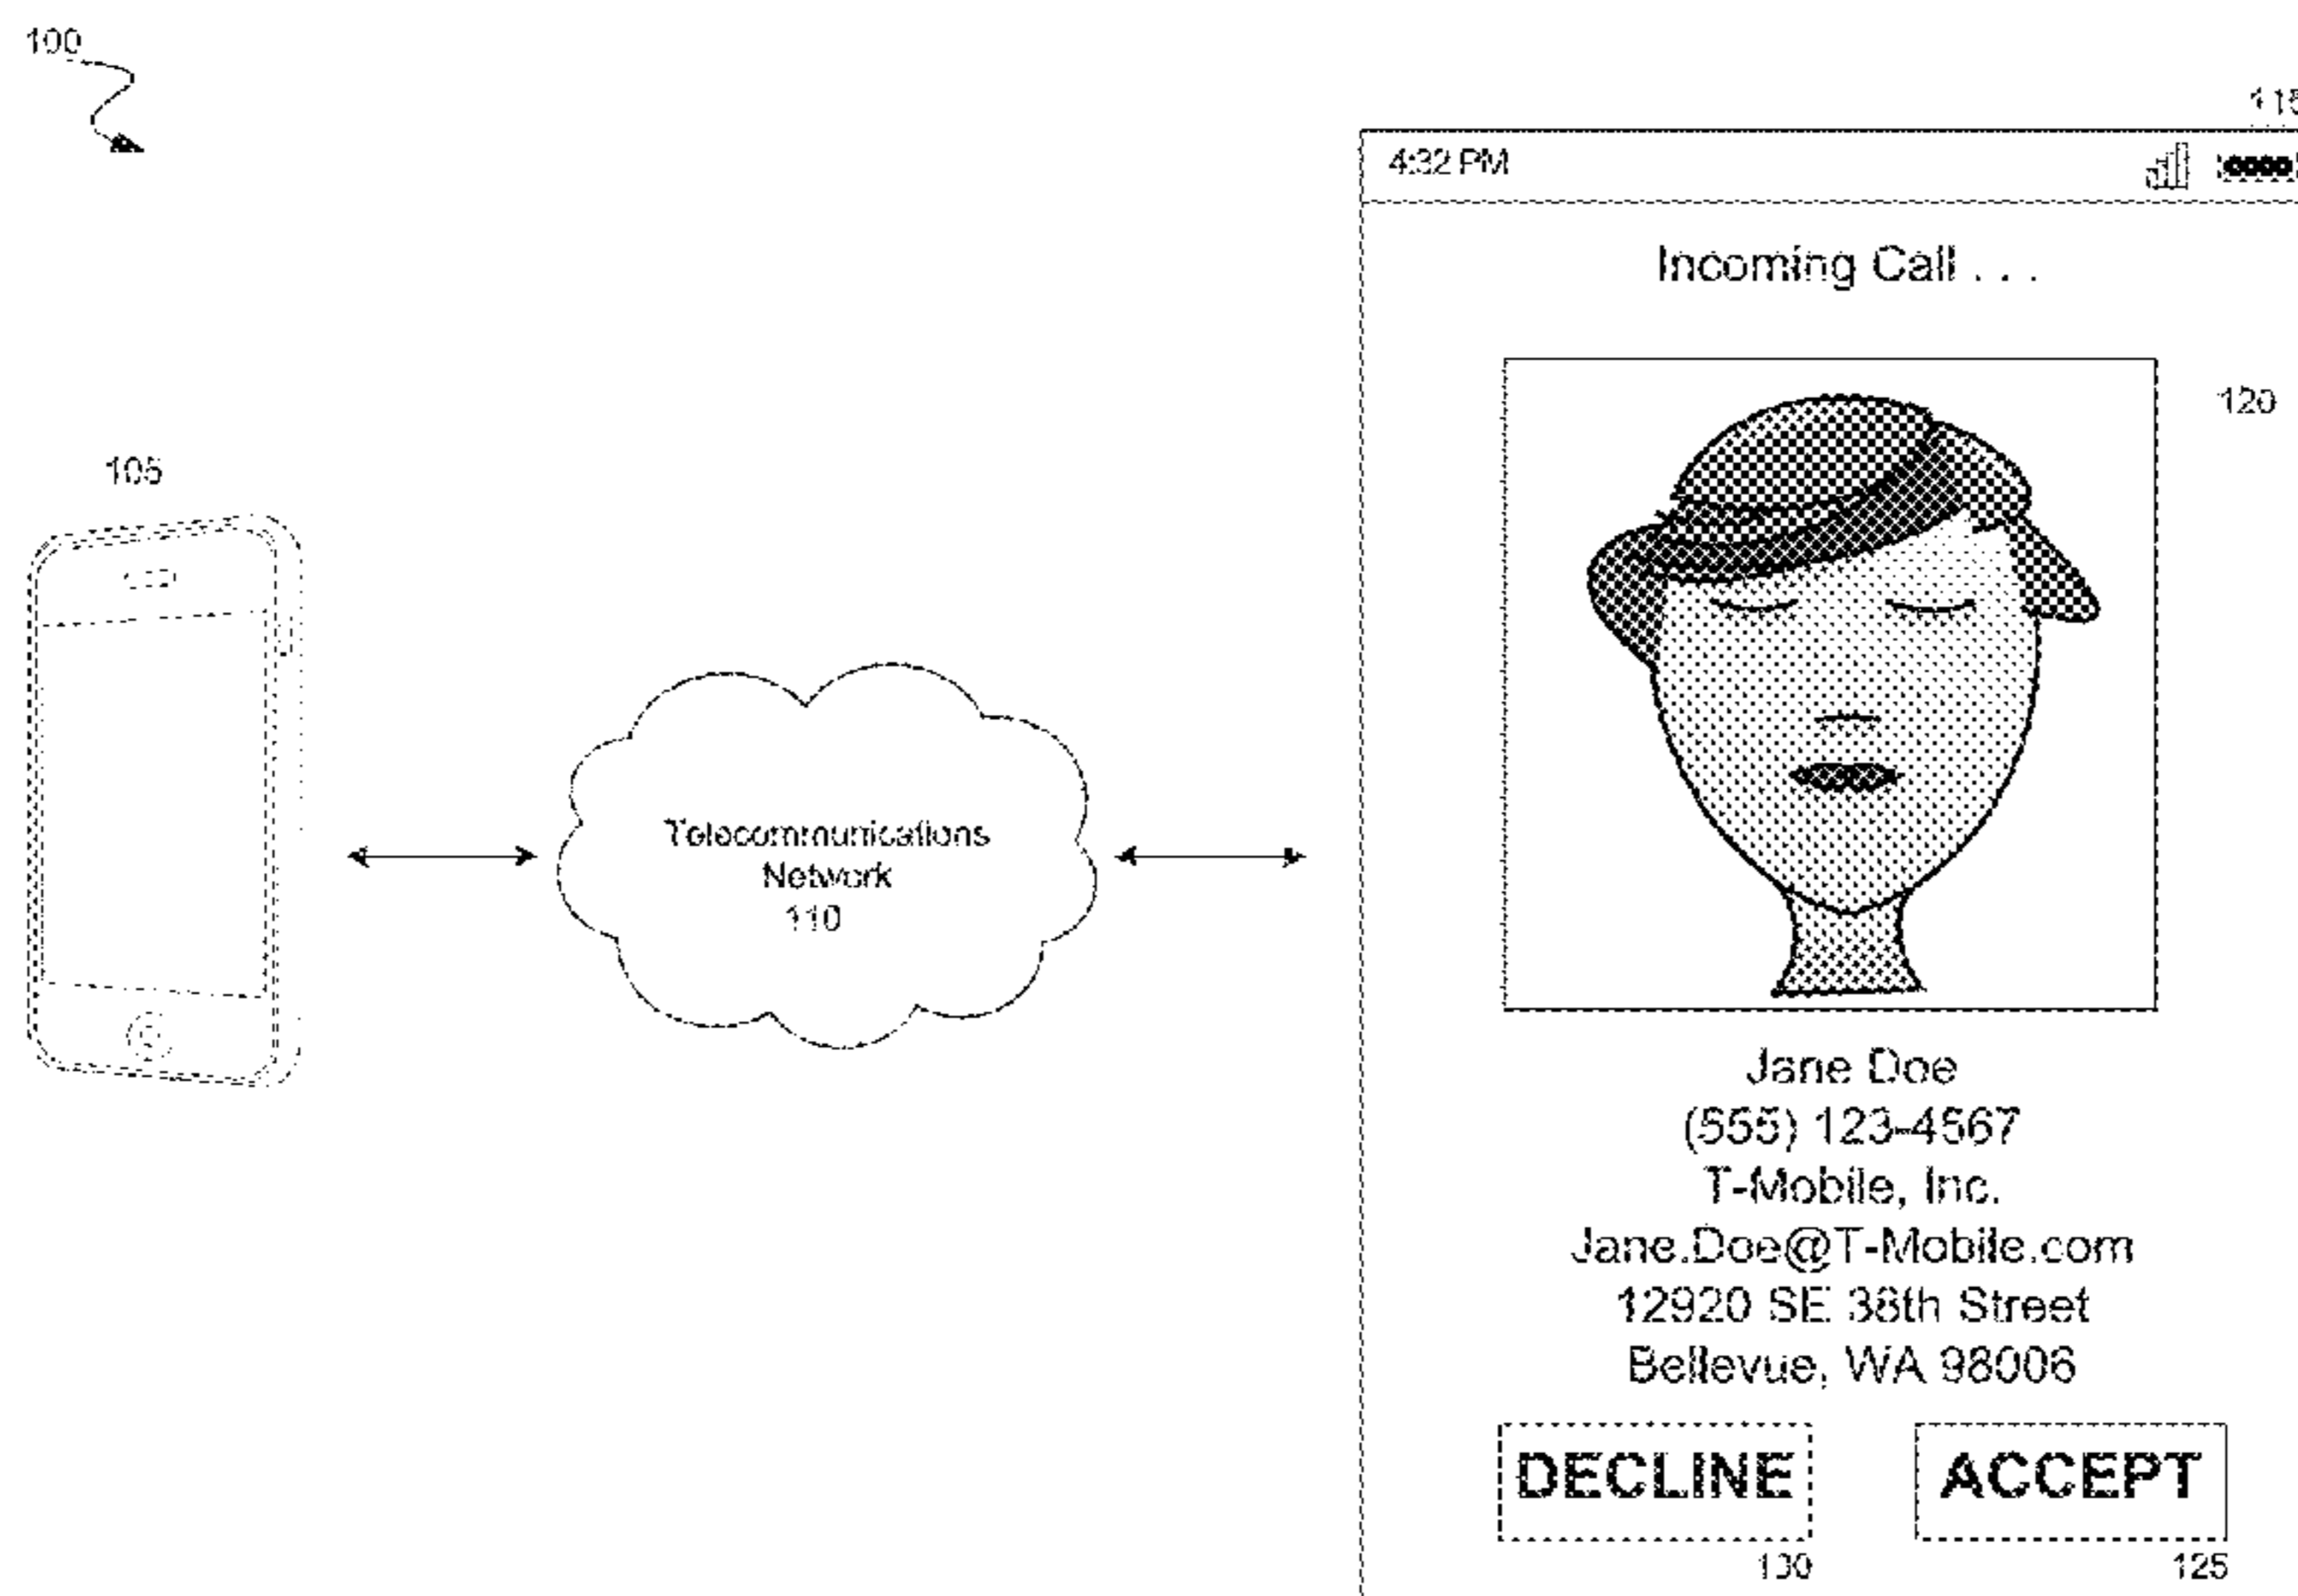 100
115
4:32 PM
Incoming Call . . .
120
105
Telecommunications
Network
110
Jane Doe
(555) 123-4567
T-Mobile, Inc.
Jane.Doe@T-Mobile.com
12920 SE 38th Street
Bellevue, WA 98006
DECLINE
ACCEPT
130
125